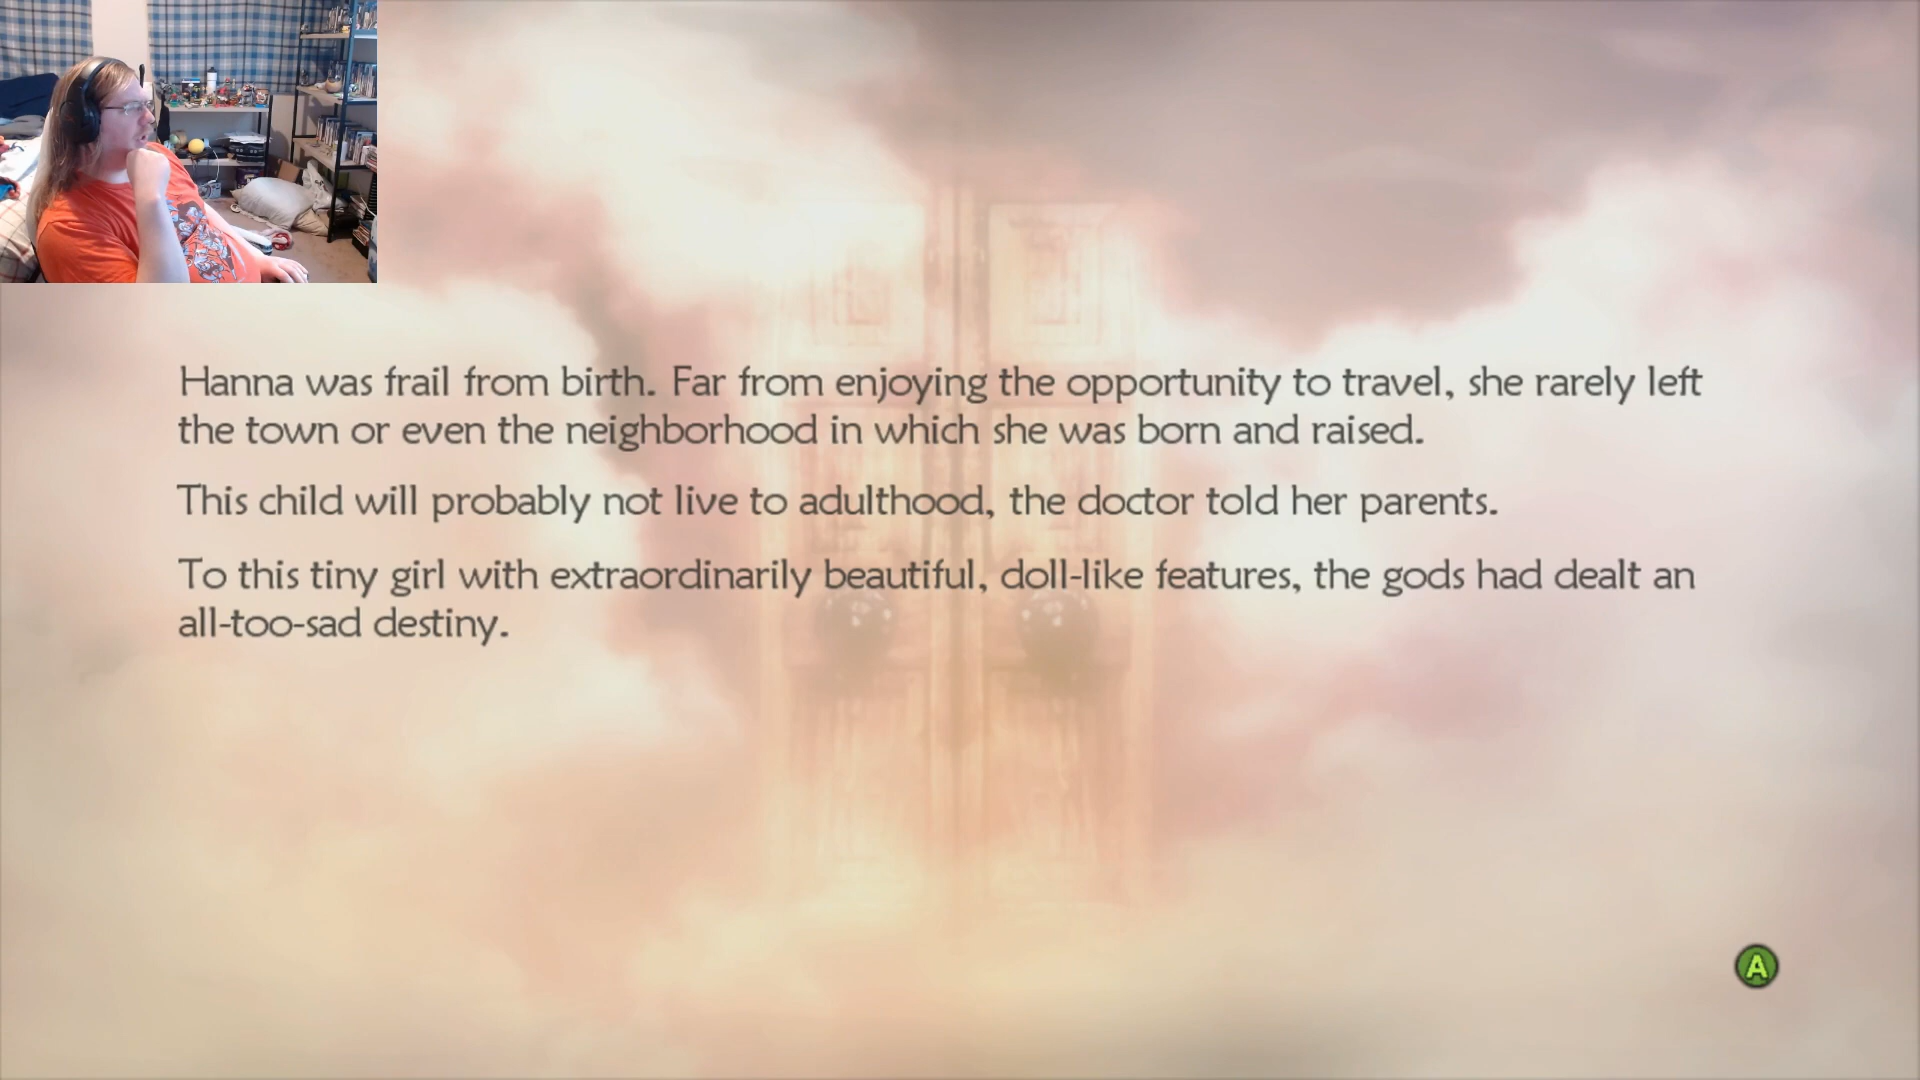 Hanna was frail from birth. Far from enjoying the opportunity to travel, she rarely left
the town or even the neighborhood in which she was born and raised.
This child will probably not live to adulthood, the doctor told her parents.
To this tiny girl with extraordinarily beautiful, doll-like features, the gods had dealt an
all-too-sad destiny.
A